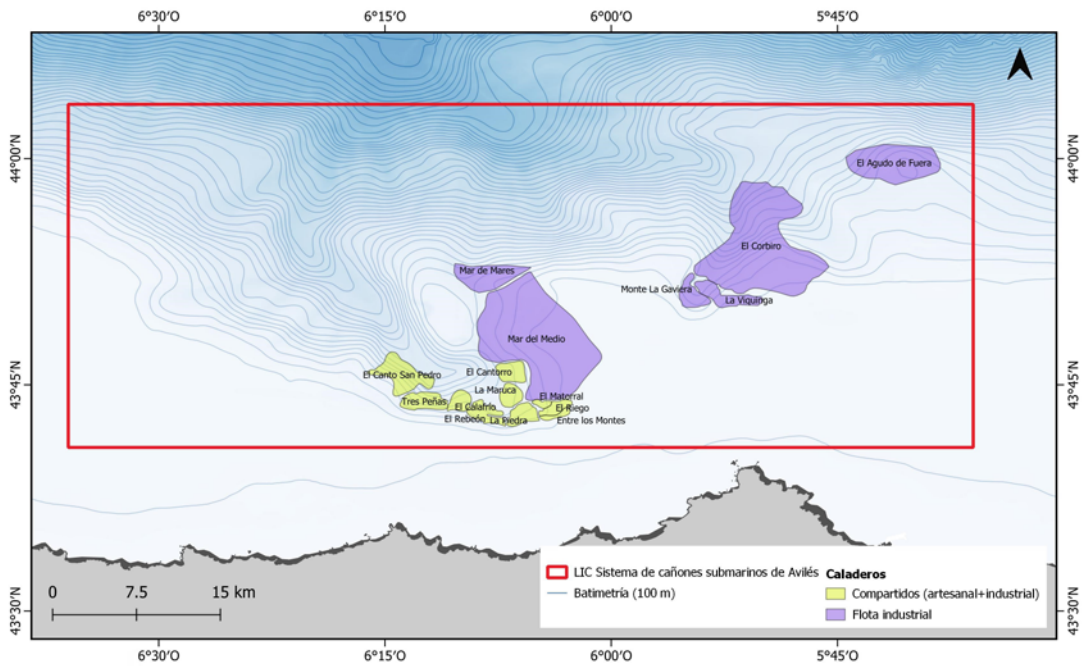 6°30'O 6°15'O 6°00'O 5°45'O
44°00'N 44°00'N
El Agudo de Fuera
El Corbiro
Mar de Mares
Monte La Gaviera
La Viquinga
Mar del Medio
El Canto San Pedro
El Cantorro
43°45'N 43°45'N
La Maruca
El Matorral
Tres Peñas
El Calafrío
El Riego
El Rebeón
La Piedra
Entre los Montes
LIC Sistema de cañones submarinos de Avilés
Batimetría (100 m)
Caladeros
Compartidos (artesanal+industrial)
Flota industrial
0 7.5 15 km
43°30'N 43°30'N
6°30'O 6°15'O 6°00'O 5°45'O